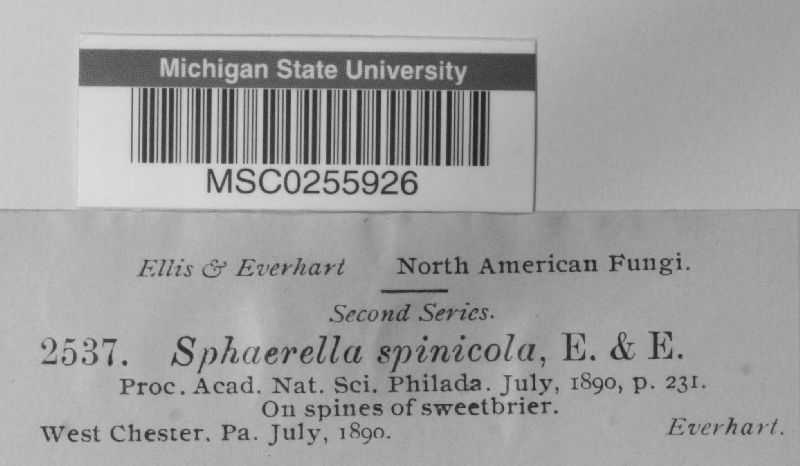 Michigan State University
MSC0255926
Ellis & Everhart North American Fungi.
Second Series.
2537. Sphaerella spinicola, E. & E.
Proc. Acad. Nat. Sci. Philada. July, 1890, p. 231.
On spines of sweetbrier.
West Chester. Pa. July, 1890. Everhart.